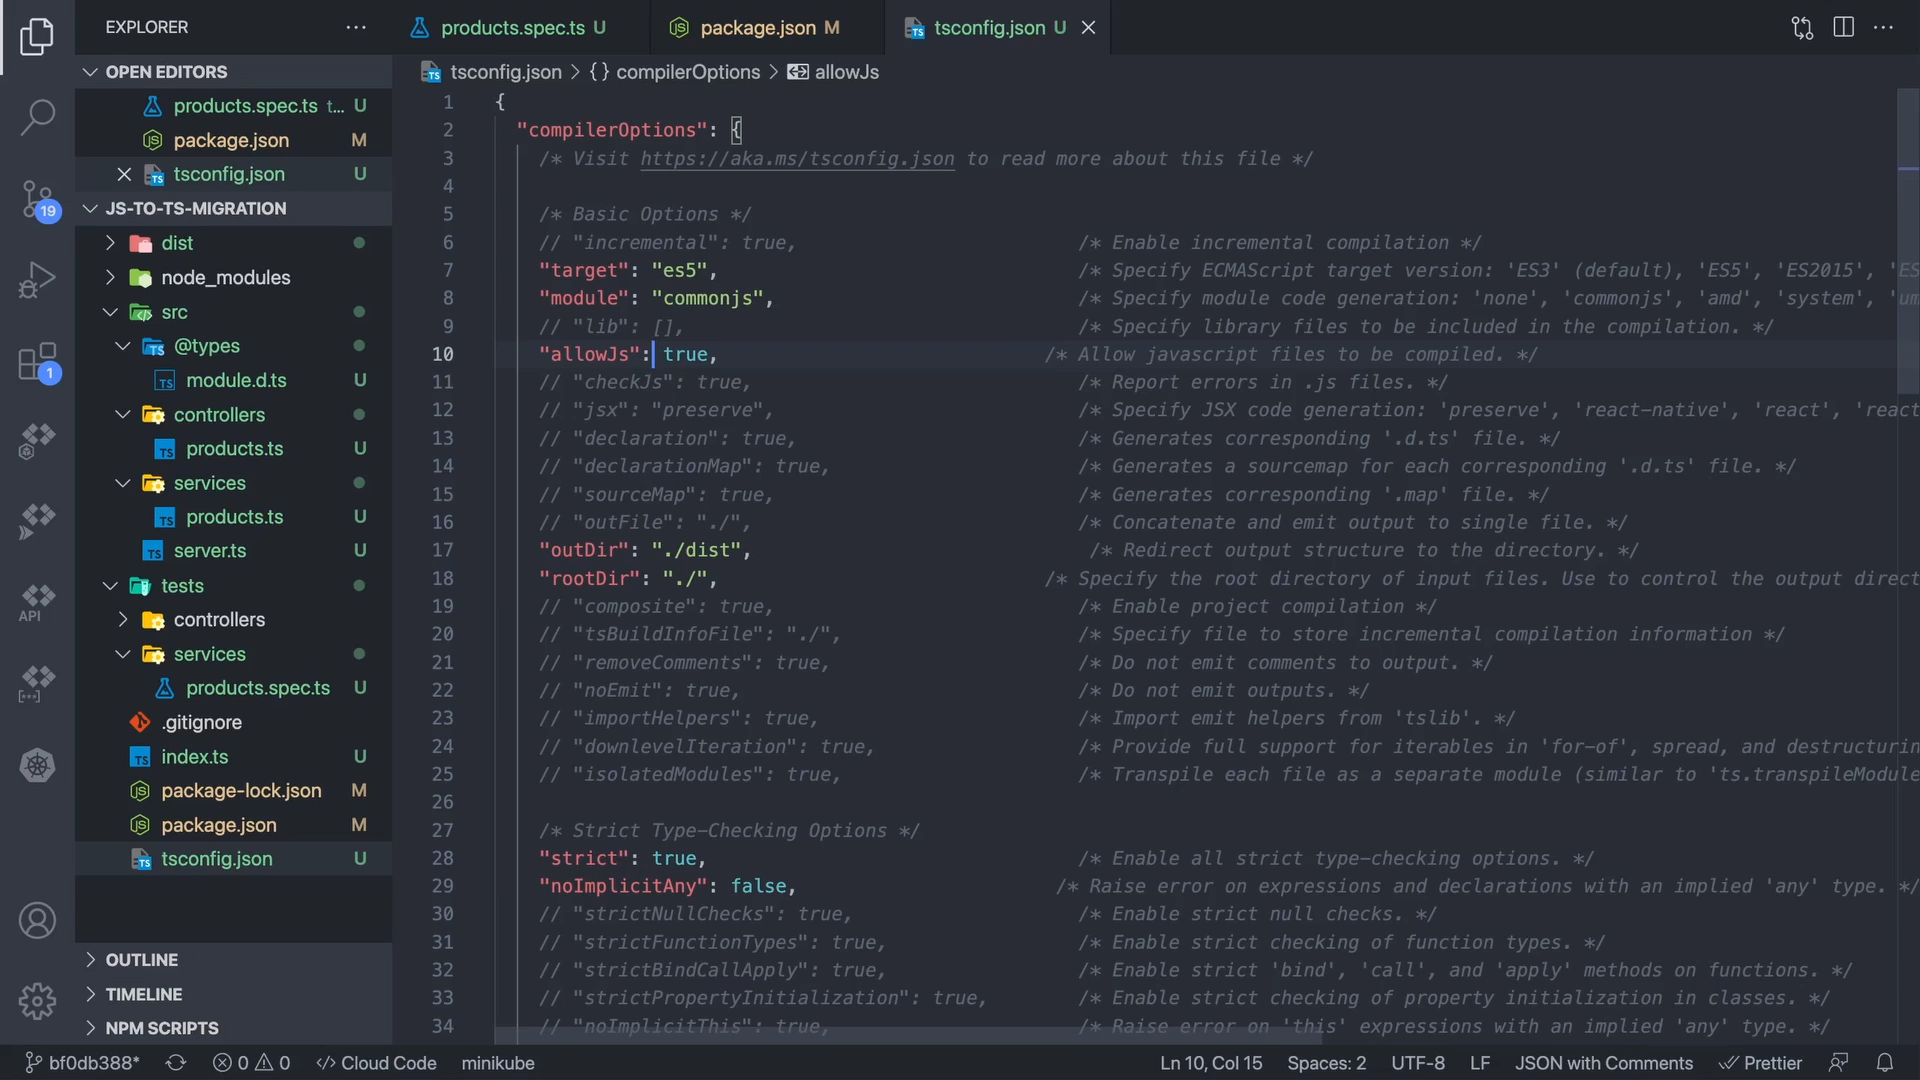 EXPLORER
products.spec.ts U
package.json M
tsconfig.json U
OPEN EDITORS
products.spec.ts t... U
package.json M
tsconfig.json U
JS-TO-TS-MIGRATION
dist
node_modules
src
@types
module.d.ts U
controllers
products.ts U
services
products.ts U
server.ts U
tests
controllers
services
products.spec.ts U
.gitignore
index.ts U
package-lock.json M
package.json M
tsconfig.json U
OUTLINE
TIMELINE
NPM SCRIPTS
19
1
API
tsconfig.json > {} compilerOptions > allowJs
1 {
2 "compilerOptions": {
3 /* Visit https://aka.ms/tsconfig.json to read more about this file */
4
5 /* Basic Options */
6 // "incremental": true, /* Enable incremental compilation */
7 "target": "es5", /* Specify ECMAScript target version: 'ES3' (default), 'ES5', 'ES2015', 'ES
8 "module": "commonjs", /* Specify module code generation: 'none', 'commonjs', 'amd', 'system', 'um
9 // "lib": [], /* Specify library files to be included in the compilation. */
10 "allowJs": true, /* Allow javascript files to be compiled. */
11 // "checkJs": true, /* Report errors in .js files. */
12 // "jsx": "preserve", /* Specify JSX code generation: 'preserve', 'react-native', 'react', 'react
13 // "declaration": true, /* Generates corresponding '.d.ts' file. */
14 // "declarationMap": true, /* Generates a sourcemap for each corresponding '.d.ts' file. */
15 // "sourceMap": true, /* Generates corresponding '.map' file. */
16 // "outFile": "./", /* Concatenate and emit output to single file. */
17 "outDir": "./dist", /* Redirect output structure to the directory. */
18 "rootDir": "./", /* Specify the root directory of input files. Use to control the output direct
19 // "composite": true, /* Enable project compilation */
20 // "tsBuildInfoFile": "./", /* Specify file to store incremental compilation information */
21 // "removeComments": true, /* Do not emit comments to output. */
22 // "noEmit": true, /* Do not emit outputs. */
23 // "importHelpers": true, /* Import emit helpers from 'tslib'. */
24 // "downlevelIteration": true, /* Provide full support for iterables in 'for-of', spread, and destructurin
25 // "isolatedModules": true, /* Transpile each file as a separate module (similar to 'ts.transpileModule
26
27 /* Strict Type-Checking Options */
28 "strict": true, /* Enable all strict type-checking options. */
29 "noImplicitAny": false, /* Raise error on expressions and declarations with an implied 'any' type. */
30 // "strictNullChecks": true, /* Enable strict null checks. */
31 // "strictFunctionTypes": true, /* Enable strict checking of function types. */
32 // "strictBindCallApply": true, /* Enable strict 'bind', 'call', and 'apply' methods on functions. */
33 // "strictPropertyInitialization": true, /* Enable strict checking of property initialization in classes. */
34 // "noImplicitThis": true, /* Raise error on 'this' expressions with an implied 'any' type. */
bf0db388* 0 0 Cloud Code minikube Ln 10, Col 15 Spaces: 2 UTF-8 LF JSON with Comments Prettier